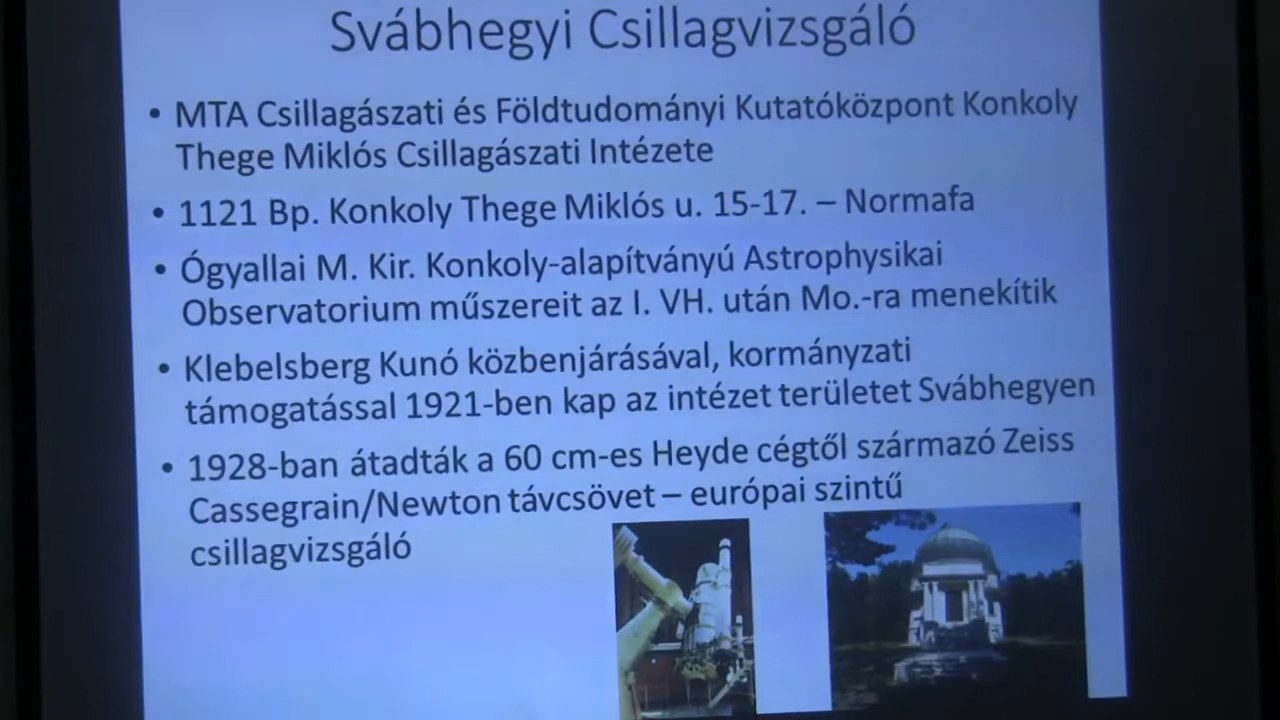 Svábhegyi Csillagvizsgáló
• MTA Csillagászati és Földtudományi Kutatóközpont Konkoly
Thege Miklós Csillagászati Intézete
• 1121 Bp. Konkoly Thege Miklós u. 15-17. – Normafa
• Ógyallai M. Kir. Konkoly-alapítványú Astrophysikai
Observatorium műszereit az I. VH. után Mo.-ra menekítik
• Klebelsberg Kunó közbenjárásával, kormányzati
támogatással 1921-ben kap az intézet területet Svábhegyen
• 1928-ban átadták a 60 cm-es Heyde cégtől származó Zeiss
Cassegrain/Newton távcsövet – európai szintű
csillagvizsgáló